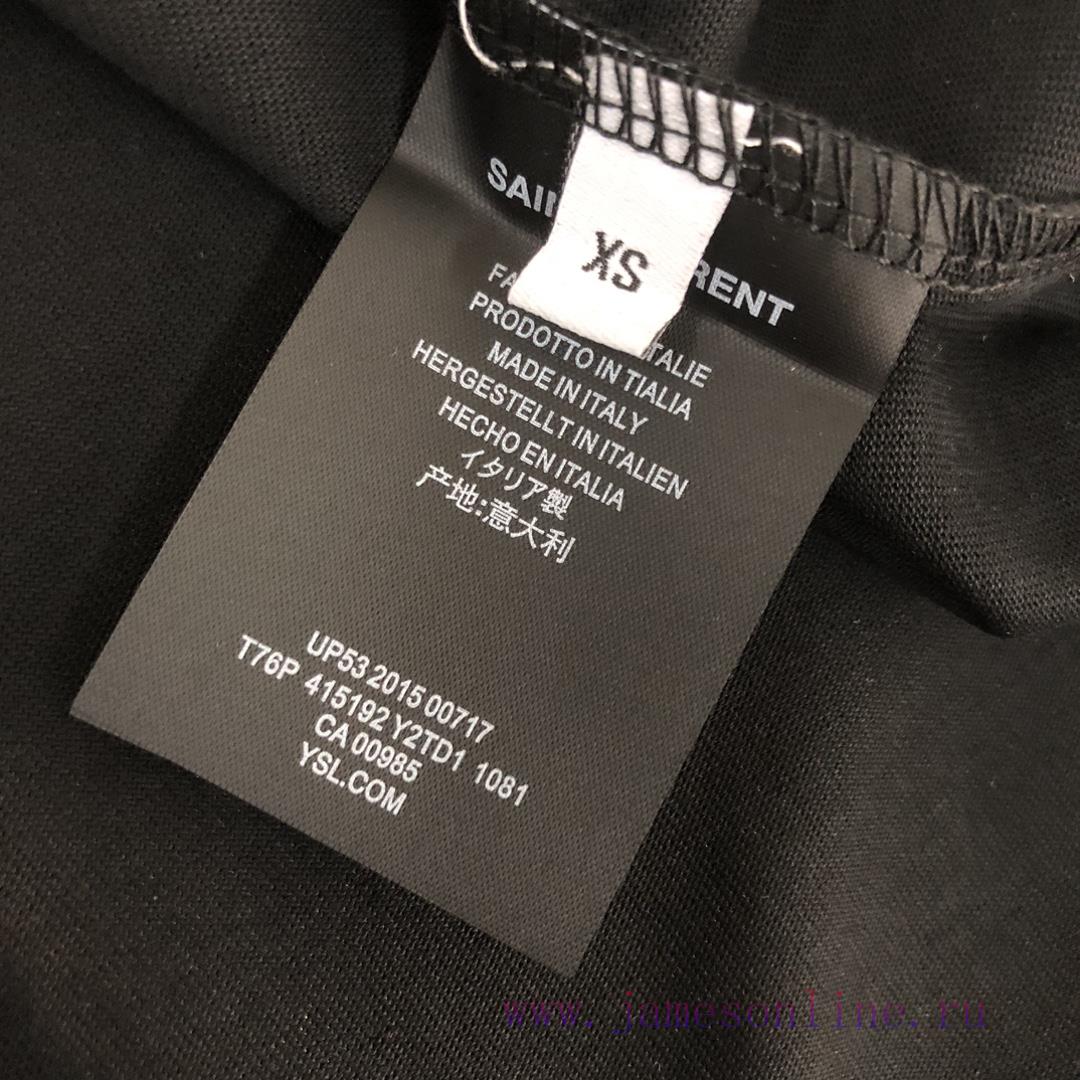 SAI RENT
XS
FA TALIE
PRODOTTO IN TIALIA
MADE IN ITALY
HERGESTELLT IN ITALIEN
HECHO EN ITALIA
イタリア製
产地:意大利
UP53 2015 00717
T76P 415192 Y2TD1 1081
CA 00985
YSL.COM
www.jamesonline.ru